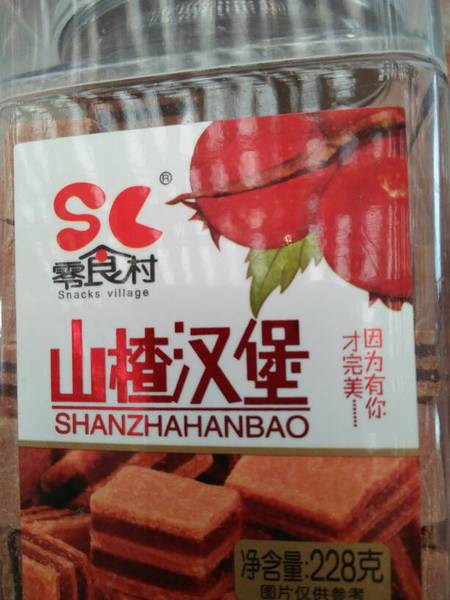 SC®
零食村
Snacks village
山楂汉堡
SHANZHAHANBAO
因为有你
才完美……
净含量:228克
图片仅供参考